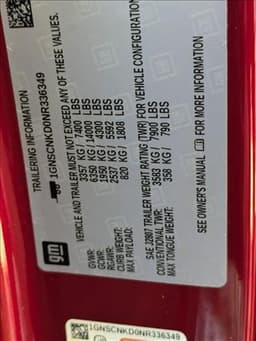 TRAILERING INFORMATION
1GNSCNKD0NR336349
VEHICLE AND TRAILER MUST NOT EXCEED ANY OF THESE VALUES.
GVWR: 3357 KG / 7400 LBS
GCWR: 6350 KG / 14000 LBS
RGAWR: 1950 KG / 4300 LBS
CURB WEIGHT: 2537 KG / 5592 LBS
MAX PAYLOAD: 820 KG / 1808 LBS
SAE J2807 TRAILER WEIGHT RATING (TWR) FOR VEHICLE CONFIGURATION
CONVENTIONAL TWR: 3583 KG / 7900 LBS
MAX TONGUE WEIGHT: 358 KG / 790 LBS
SEE OWNER'S MANUAL FOR MORE INFORMATION
gm
1GNSCNKD0NR336349